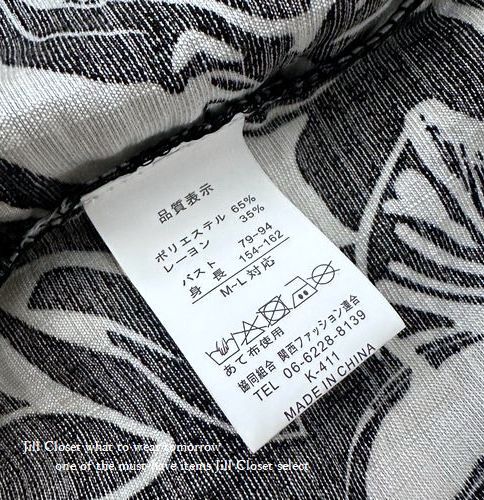 品質表示
ポリエステル 65%
レーヨン 35%
バスト 79-94
身長 154-162
M-L対応
あて布使用
協同組合 関西ファッション連合
TEL 06-6228-8139
K-411
MADE IN CHINA
Jill Closet what to wear tomorrow
one of the must-have items Jill Closet select